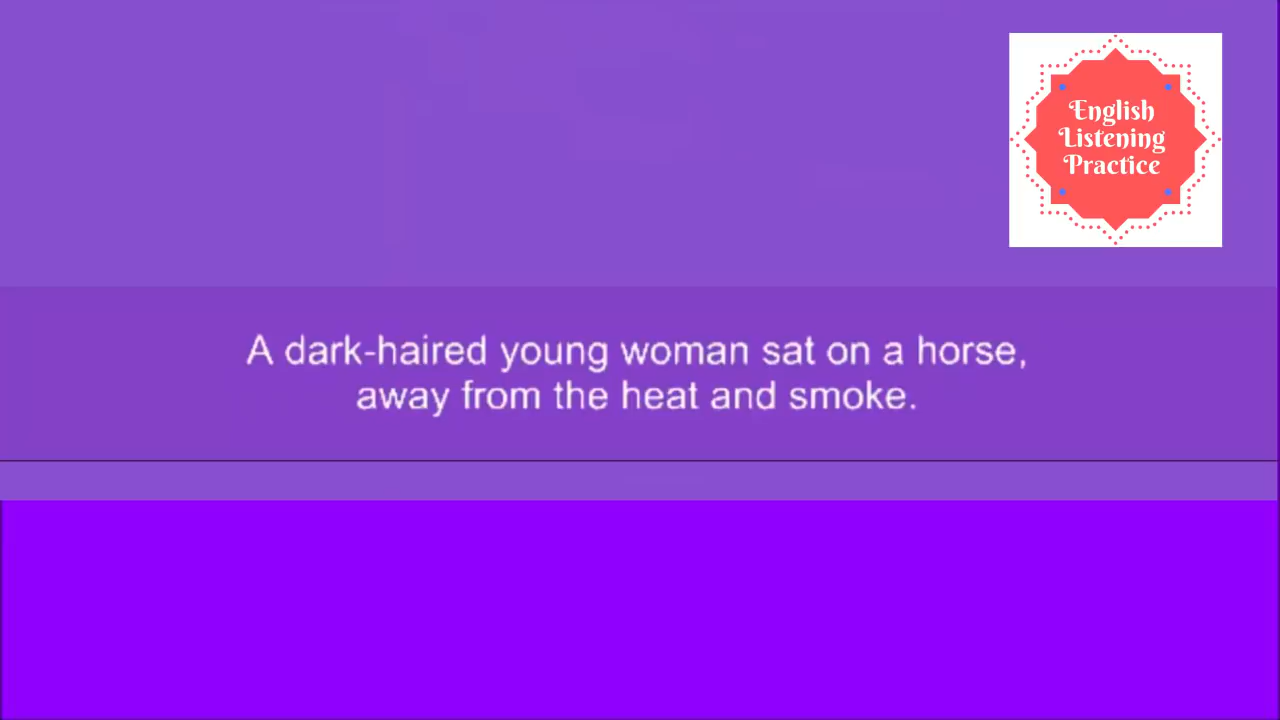 English
Listening
Practice
A dark-haired young woman sat on a horse,
away from the heat and smoke.